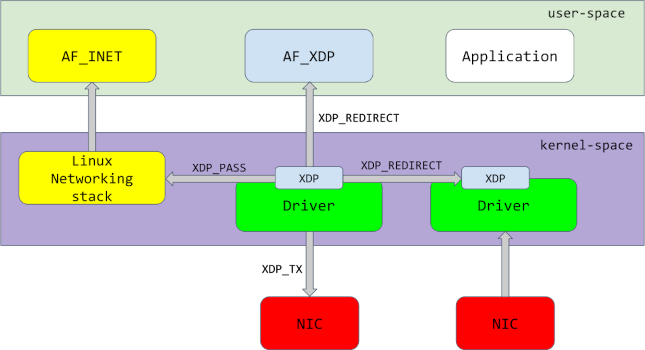 user-space
AF_INET
AF_XDP
Application
XDP_REDIRECT
kernel-space
Linux
Networking
stack
XDP_PASS
XDP
XDP_REDIRECT
XDP
Driver
Driver
XDP_TX
NIC
NIC